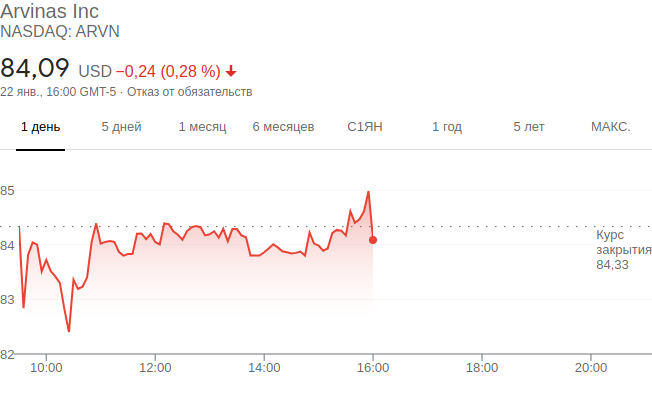 Arvinas Inc
NASDAQ: ARVN
84,09 USD −0,24 (0,28 %)
22 янв., 16:00 GMT-5 · Отказ от обязательств
1 день 5 дней 1 месяц 6 месяцев С1ЯН 1 год 5 лет МАКС.
85
84
83
82
Курс
закрытия
84,33
10:00 12:00 14:00 16:00 18:00 20:00